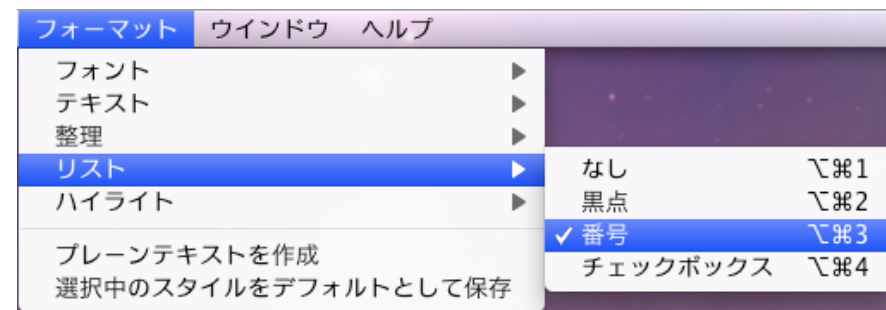 フォーマット ウインドウ ヘルプ
フォント ▶
テキスト ▶
整理 ▶
リスト ▶
ハイライト ▶
プレーンテキストを作成
選択中のスタイルをデフォルトとして保存
なし ⌥⌘1
黒点 ⌥⌘2
✓ 番号 ⌥⌘3
チェックボックス ⌥⌘4